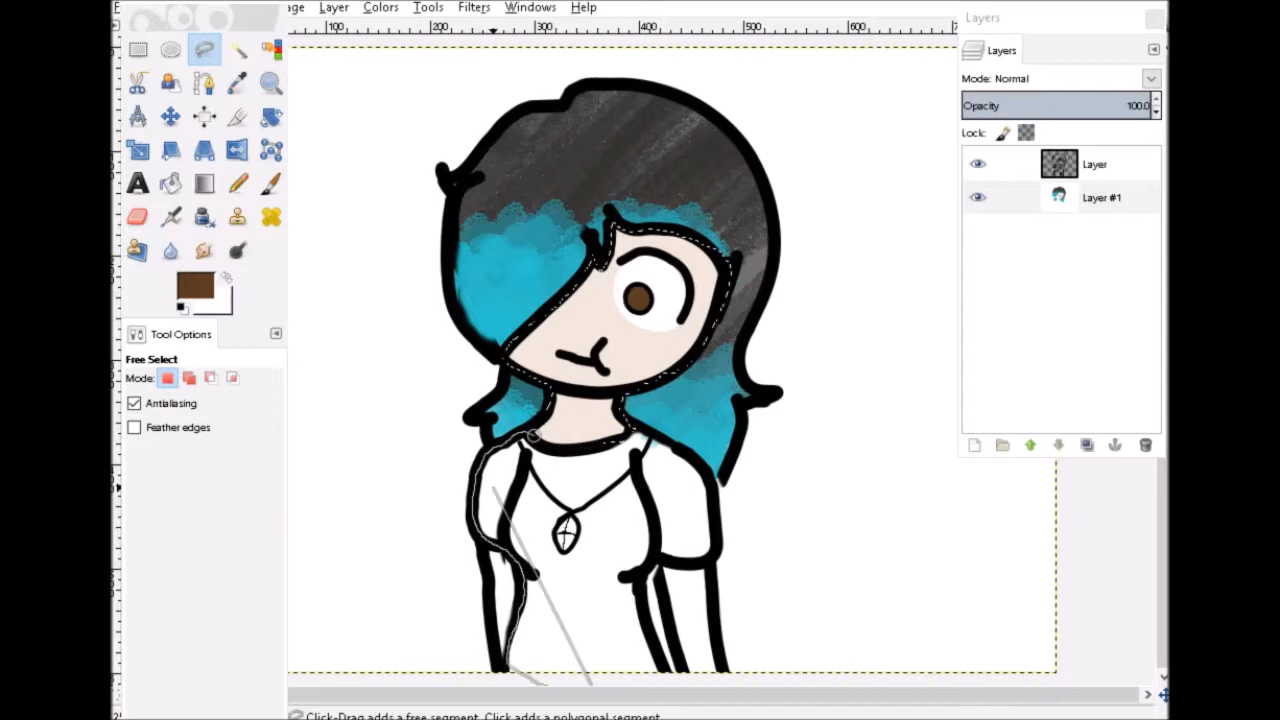 age Layer Colors Tools Filters Windows Help
100 200 300 400 500 600
Layers
Layers
Mode: Normal
Opacity 100.0
Lock:
Layer
Layer #1
Tool Options
Free Select
Mode:
Antialiasing
Feather edges
Click-Drag adds a free segment, Click adds a polygonal segment